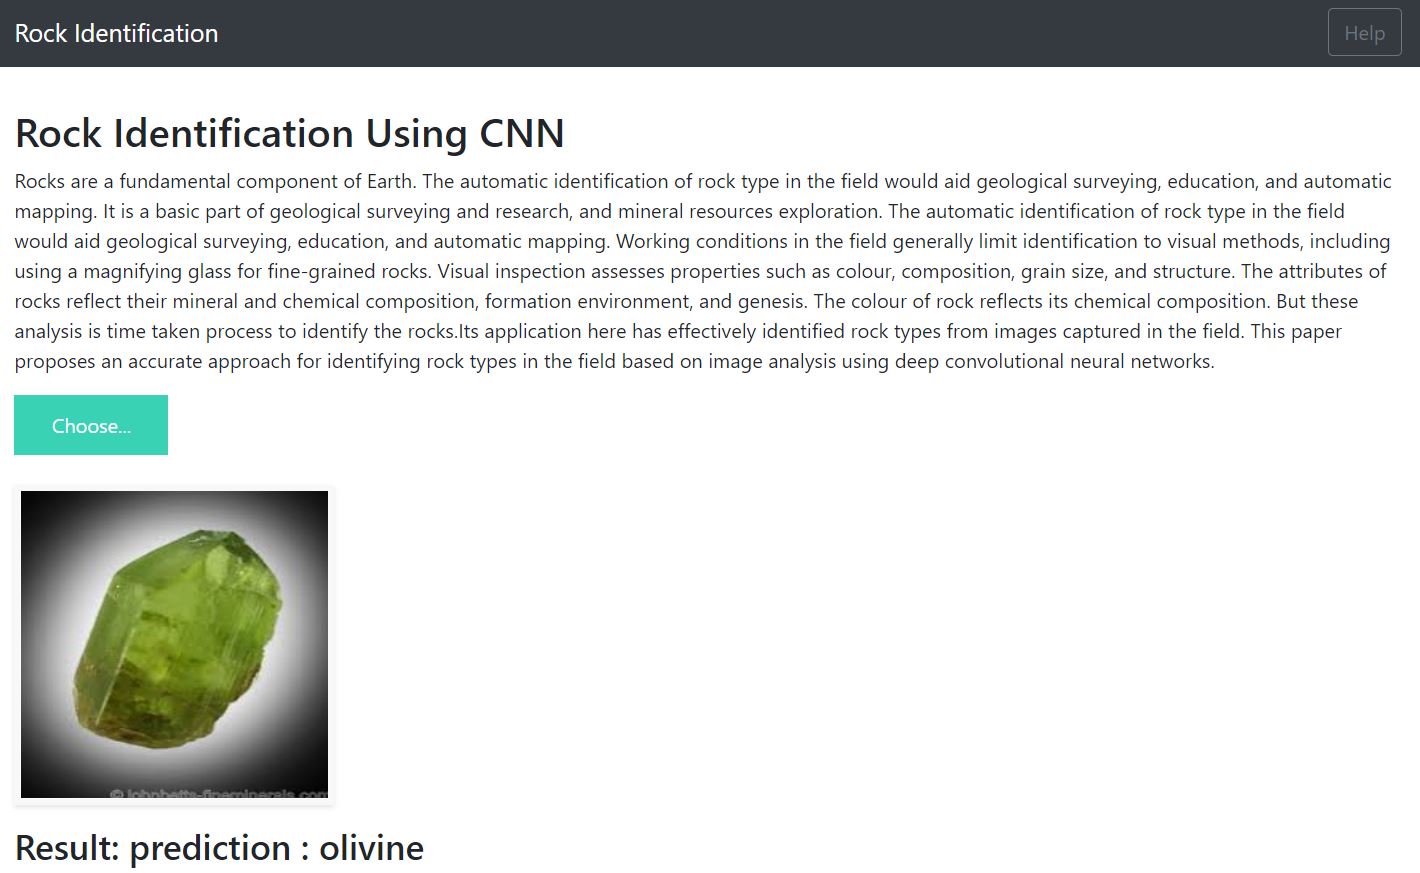 Rock Identification
Help
Rock Identification Using CNN
Rocks are a fundamental component of Earth. The automatic identification of rock type in the field would aid geological surveying, education, and automatic
mapping. It is a basic part of geological surveying and research, and mineral resources exploration. The automatic identification of rock type in the field
would aid geological surveying, education, and automatic mapping. Working conditions in the field generally limit identification to visual methods, including
using a magnifying glass for fine-grained rocks. Visual inspection assesses properties such as colour, composition, grain size, and structure. The attributes of
rocks reflect their mineral and chemical composition, formation environment, and genesis. The colour of rock reflects its chemical composition. But these
analysis is time taken process to identify the rocks.Its application here has effectively identified rock types from images captured in the field. This paper
proposes an accurate approach for identifying rock types in the field based on image analysis using deep convolutional neural networks.
Choose...
© johnbetts-fineminerals.com
Result: prediction : olivine